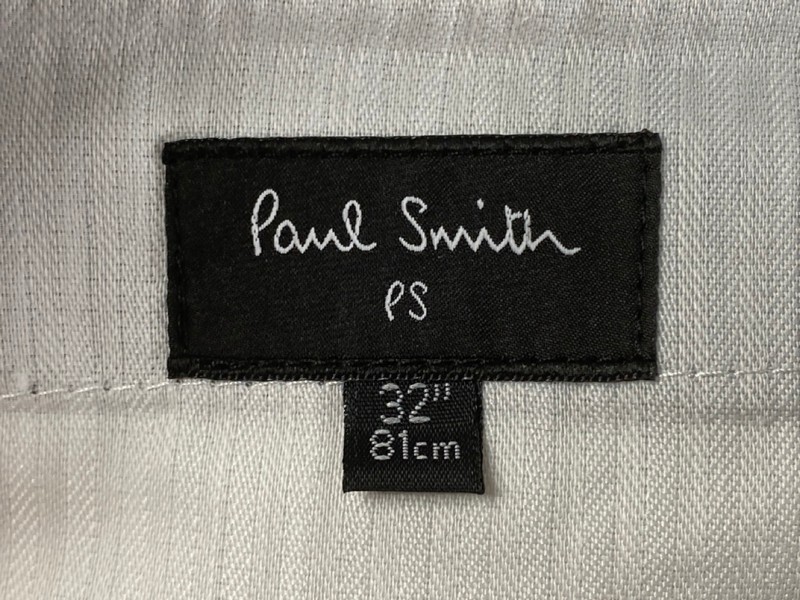 Paul Smith
PS
32"
81cm